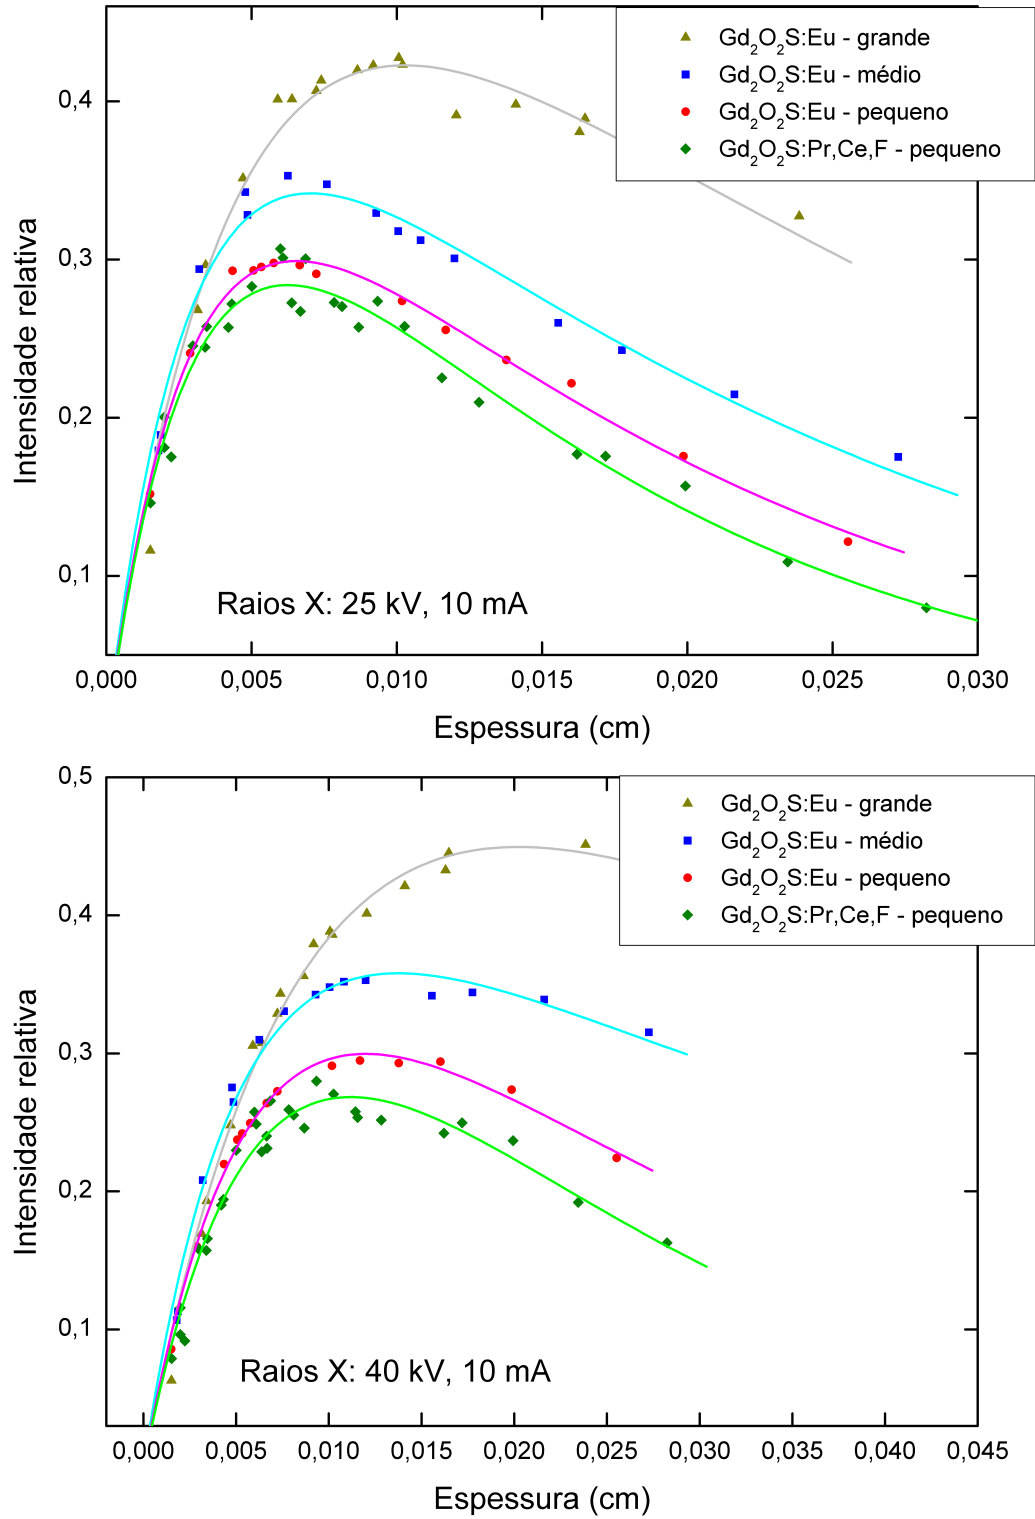 Gd2O2S:Eu - grande
Gd2O2S:Eu - médio
Gd2O2S:Eu - pequeno
Gd2O2S:Pr,Ce,F - pequeno
0,4
0,3
0,2
0,1
Intensidade relativa
Raios X: 25 kV, 10 mA
0,000 0,005 0,010 0,015 0,020 0,025 0,030
Espessura (cm)
0,5
Gd2O2S:Eu - grande
Gd2O2S:Eu - médio
Gd2O2S:Eu - pequeno
Gd2O2S:Pr,Ce,F - pequeno
0,4
0,3
0,2
0,1
Intensidade relativa
Raios X: 40 kV, 10 mA
0,000 0,005 0,010 0,015 0,020 0,025 0,030 0,035 0,040 0,045
Espessura (cm)